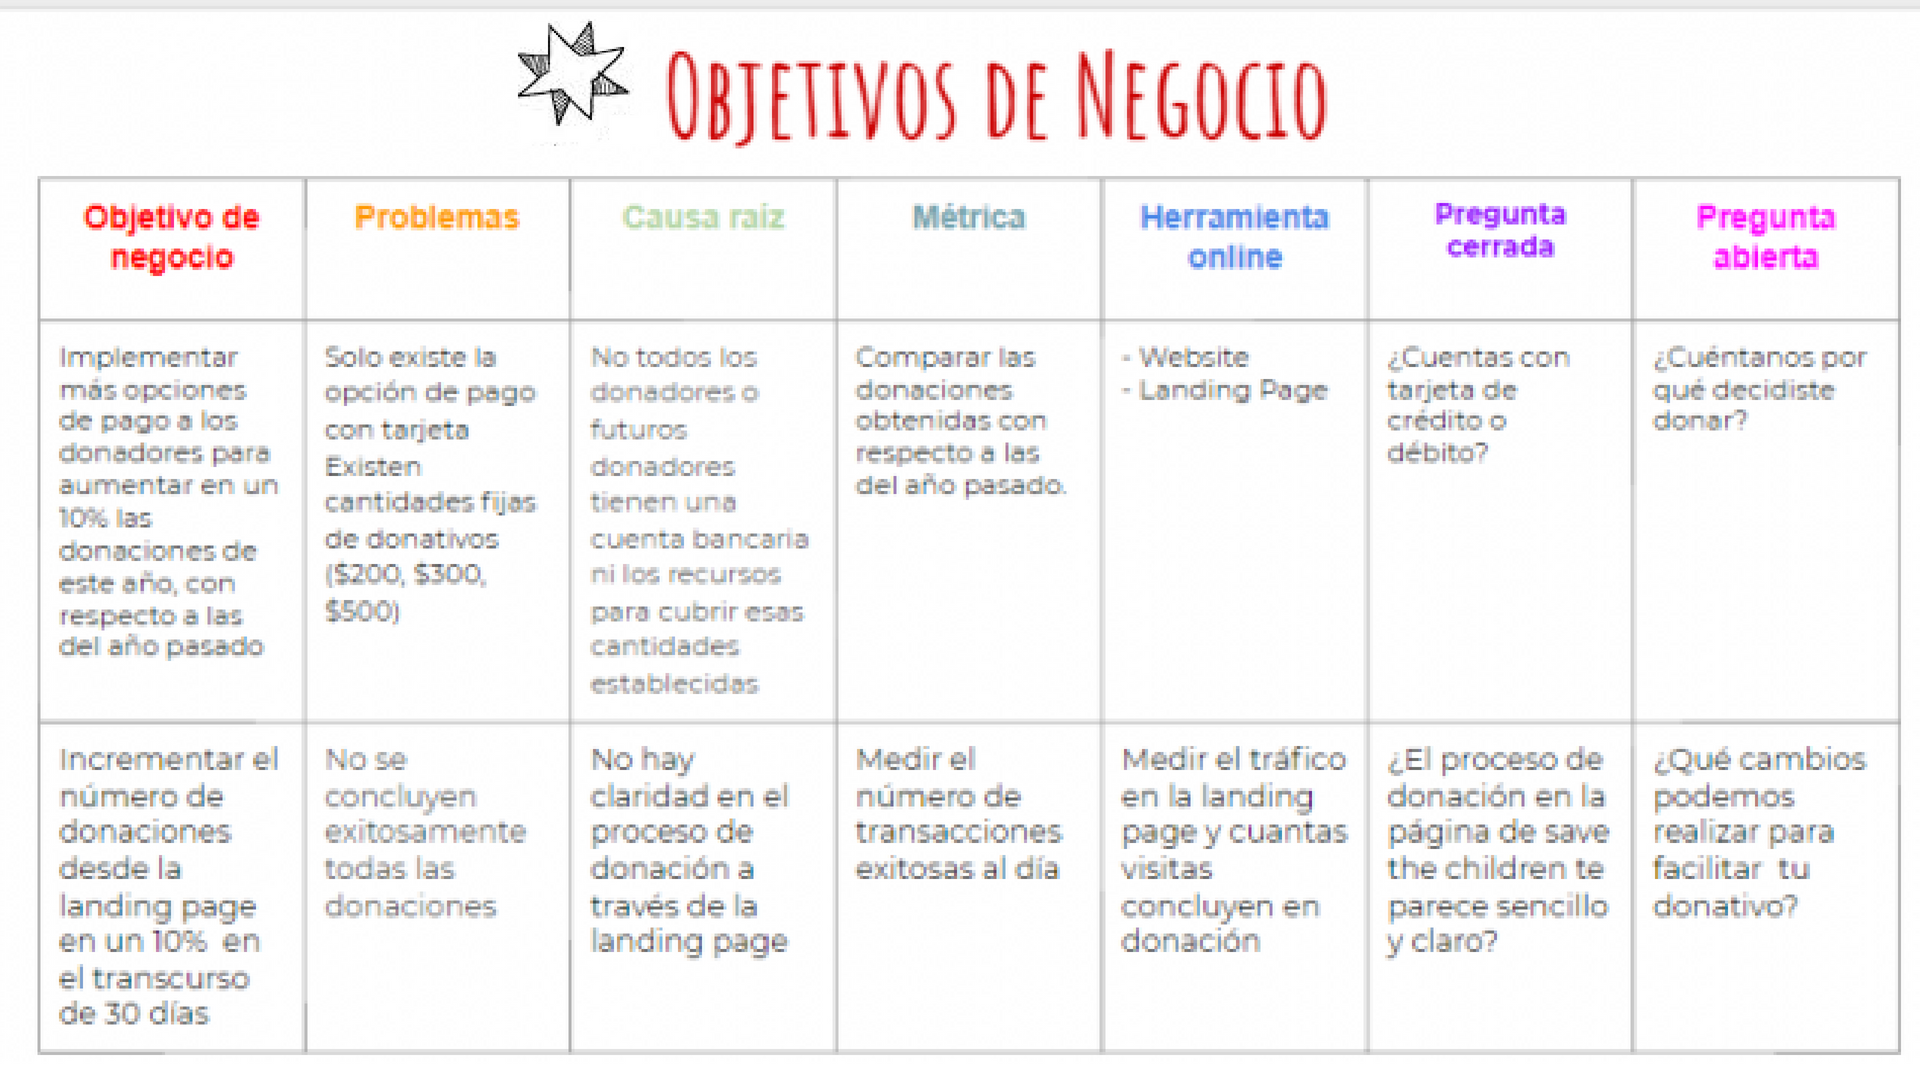 Objetivos de Negocio
Objetivo de
negocio
Problemas
Causa raíz
Métrica
Herramienta
online
Pregunta
cerrada
Pregunta
abierta
Implementar
más opciones
de pago a los
donadores para
aumentar en un
10% las
donaciones de
este año, con
respecto a las
del año pasado
Solo existe la
opción de pago
con tarjeta
Existen
cantidades fijas
de donativos
($200, $300,
$500)
No todos los
donadores o
futuros
donadores
tienen una
cuenta bancaria
ni los recursos
para cubrir esas
cantidades
establecidas
Comparar las
donaciones
obtenidas con
respecto a las
del año pasado.
- Website
- Landing Page
¿Cuentas con
tarjeta de
crédito o
débito?
¿Cuéntanos por
qué decidiste
donar?
Incrementar el
número de
donaciones
desde la
landing page
en un 10% en
el transcurso
de 30 días
No se
concluyen
exitosamente
todas las
donaciones
No hay
claridad en el
proceso de
donación a
través de la
landing page
Medir el
número de
transacciones
exitosas al día
Medir el tráfico
en la landing
page y cuantas
visitas
concluyen en
donación
¿El proceso de
donación en la
página de save
the children te
parece sencillo
y claro?
¿Qué cambios
podemos
realizar para
facilitar tu
donativo?